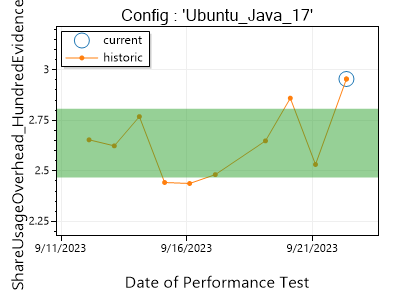 Config : 'Ubuntu_Java_17'
current
historic
ShareUsageOverhead_HundredEvidence
3
2.75
2.5
2.25
9/11/2023
9/16/2023
9/21/2023
Date of Performance Test